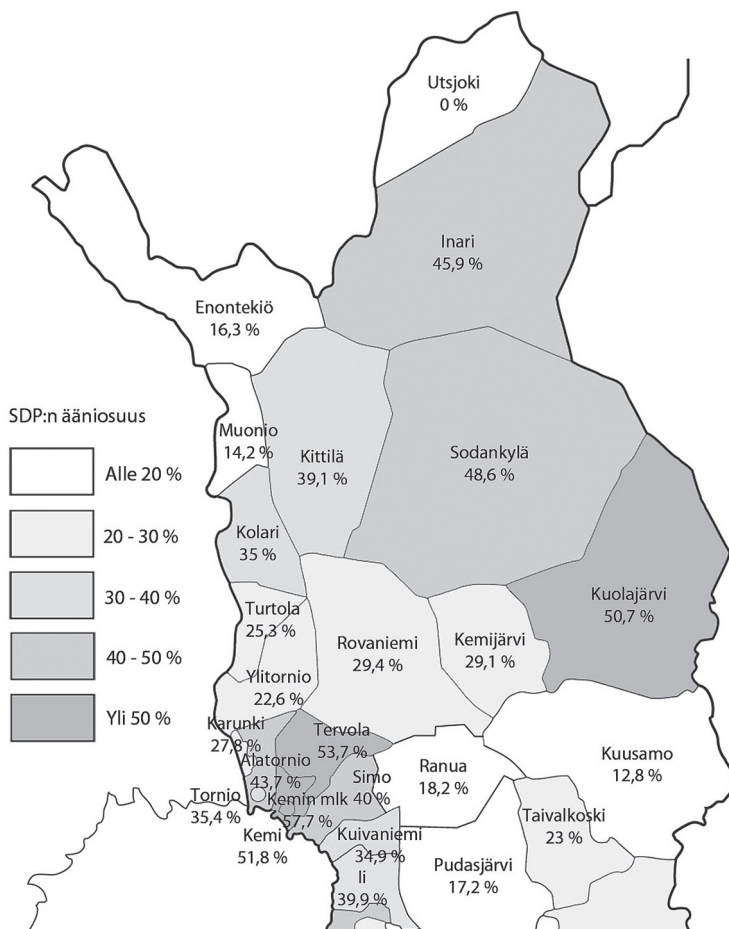 Utsjoki
0 %
Inari
45,9 %
Enontekiö
16,3 %
SDP:n ääniosuus
Alle 20 %
20 - 30 %
30 - 40 %
40 - 50 %
Yli 50 %
Muonio
14,2 %
Kittilä
39,1 %
Sodankylä
48,6 %
Kolari
35 %
Kuolajärvi
50,7 %
Turtola
25,3 %
Rovaniemi
29,4 %
Kemijärvi
29,1 %
Ylitornio
22,6 %
Karunki
27,8 %
Tervola
53,7 %
Alatornio
43,7 %
Simo
40 %
Ranua
18,2 %
Kuusamo
12,8 %
Tornio
35,4 %
Kemin mlk
57,7 %
Kemi
51,8 %
Kuivaniemi
34,9 %
Taivalkoski
23 %
Ii
39,9 %
Pudasjärvi
17,2 %